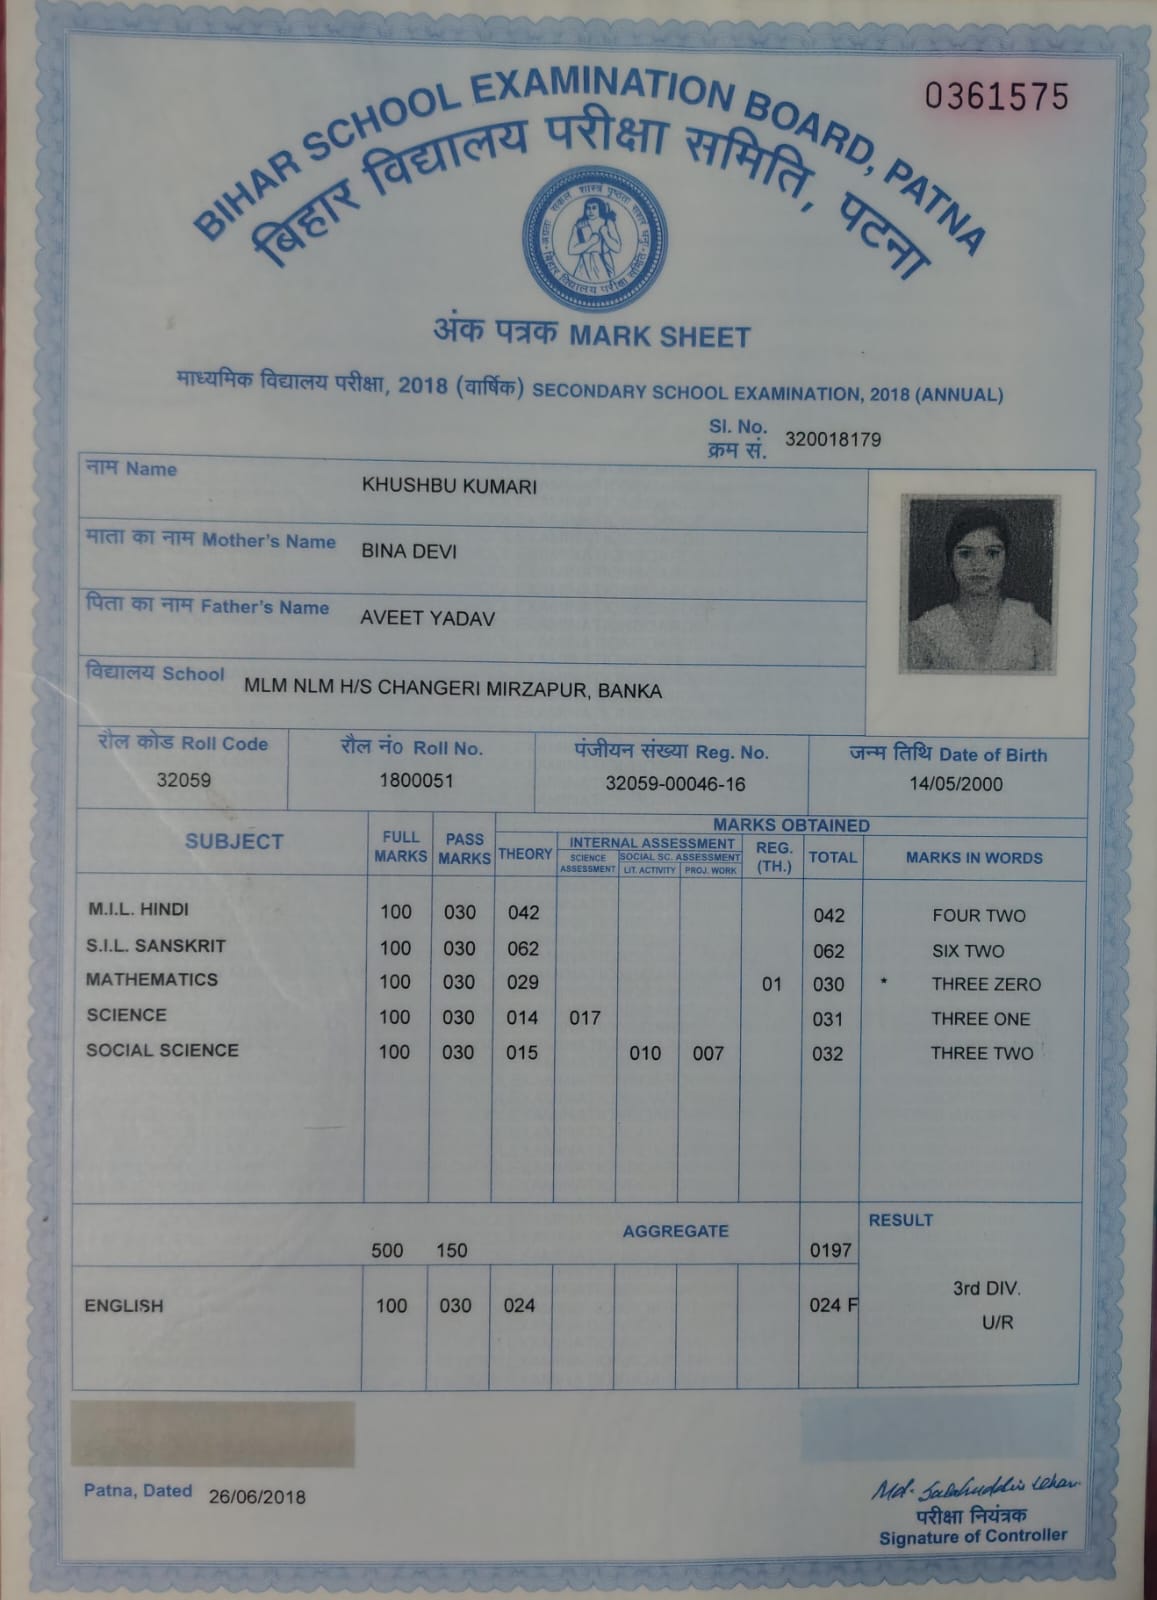 0361575
BIHAR SCHOOL EXAMINATION BOARD, PATNA
बिहार विद्यालय परीक्षा समिति, पटना
अंक पत्रक MARK SHEET
माध्यमिक विद्यालय परीक्षा, 2018 (वार्षिक) SECONDARY SCHOOL EXAMINATION, 2018 (ANNUAL)
Sl. No.
क्रम सं. 320018179
नाम Name KHUSHBU KUMARI
माता का नाम Mother's Name BINA DEVI
पिता का नाम Father's Name AVEET YADAV
विद्यालय School MLM NLM H/S CHANGERI MIRZAPUR, BANKA
रौल कोड Roll Code रौल नं० Roll No. पंजीयन संख्या Reg. No. जन्म तिथि Date of Birth
32059 1800051 32059-00046-16 14/05/2000
MARKS OBTAINED
SUBJECT FULL MARKS PASS MARKS THEORY INTERNAL ASSESSMENT REG. (TH.) TOTAL MARKS IN WORDS
SCIENCE ASSESSMENT SOCIAL SC. ASSESSMENT
LIT. ACTIVITY PROJ. WORK
M.I.L. HINDI 100 030 042 042 FOUR TWO
S.I.L. SANSKRIT 100 030 062 062 SIX TWO
MATHEMATICS 100 030 029 01 030 * THREE ZERO
SCIENCE 100 030 014 017 031 THREE ONE
SOCIAL SCIENCE 100 030 015 010 007 032 THREE TWO
AGGREGATE RESULT
500 150 0197
3rd DIV.
ENGLISH 100 030 024 024 F
U/R
Patna, Dated 26/06/2018
Md.
परीक्षा नियंत्रक
Signature of Controller